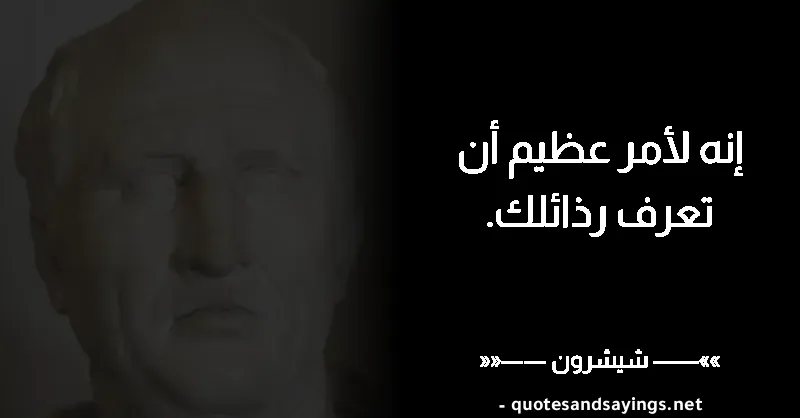 إنه لأمر عظيم أن
تعرف رذائلك.
»»—— شيشرون ——««
- quotesandsayings.net